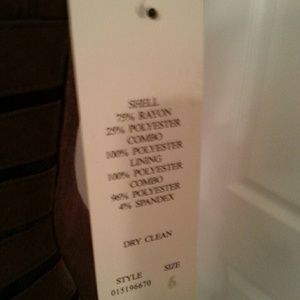 SHELL
75% RAYON
25% POLYESTER
COMBO
100% POLYESTER
LINING
100% POLYESTER
COMBO
96% POLYESTER
4% SPANDEX
DRY CLEAN
STYLE SIZE
015196670 6